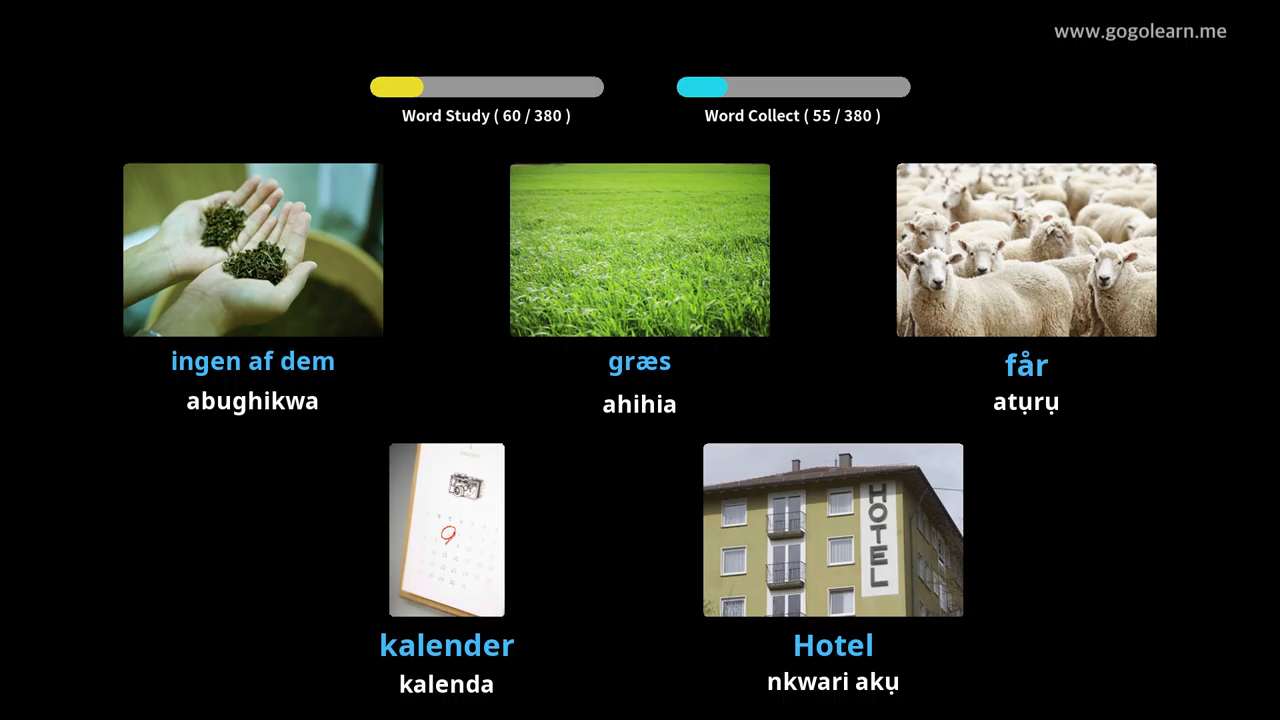 www.gogolearn.me
Word Study ( 60 / 380 )
Word Collect ( 55 / 380 )
ingen af dem
græs
får
abughikwa
ahihia
atụrụ
HOTEL
kalender
Hotel
kalenda
nkwari akụ